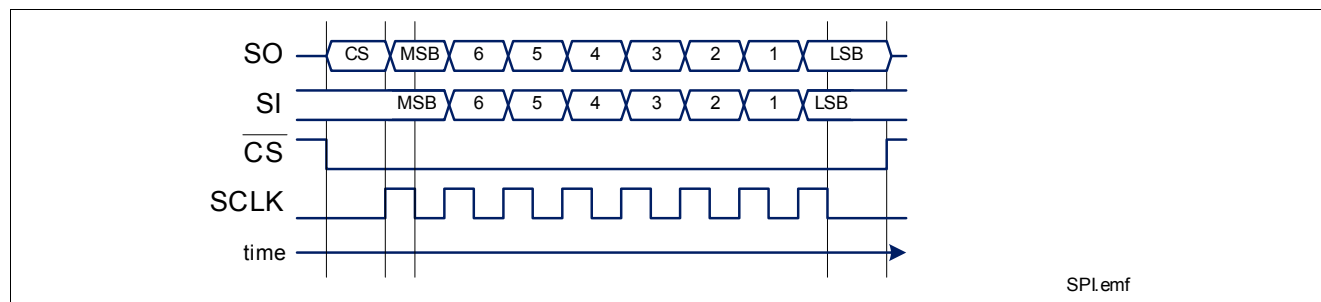 SO CS MSB 6 5 4 3 2 1 LSB
SI MSB 6 5 4 3 2 1 LSB
CS
SCLK
time
SPI.emf